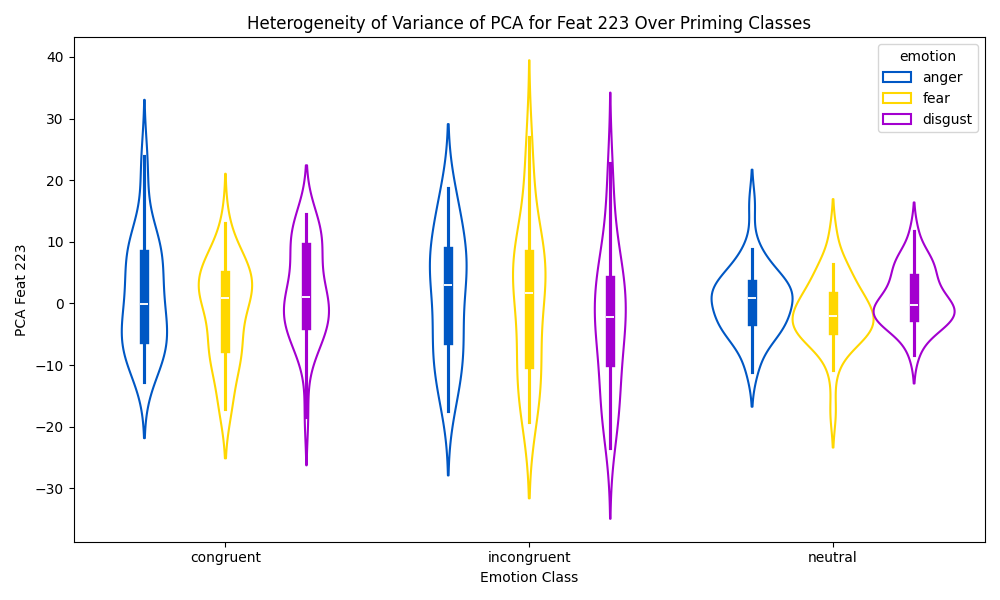 Heterogeneity of Variance of PCA for Feat 223 Over Priming Classes
emotion
anger
fear
disgust
PCA Feat 223
40
30
20
10
0
−10
−20
−30
congruent
incongruent
neutral
Emotion Class